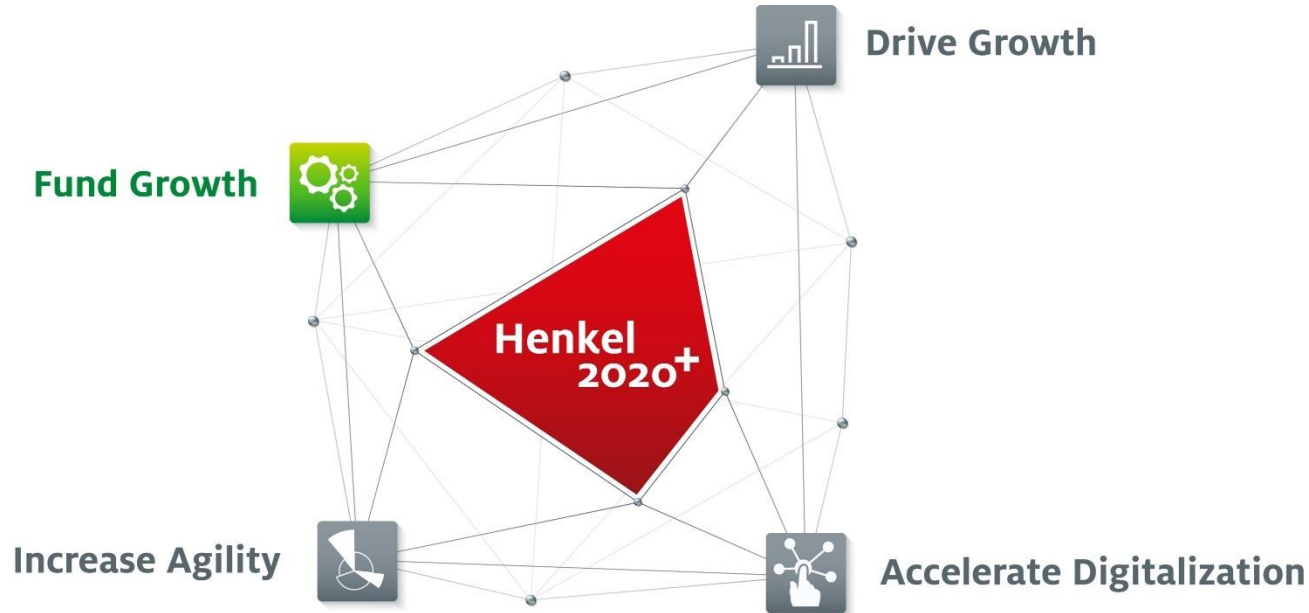 Drive Growth
Fund Growth
Henkel
2020+
Increase Agility
Accelerate Digitalization